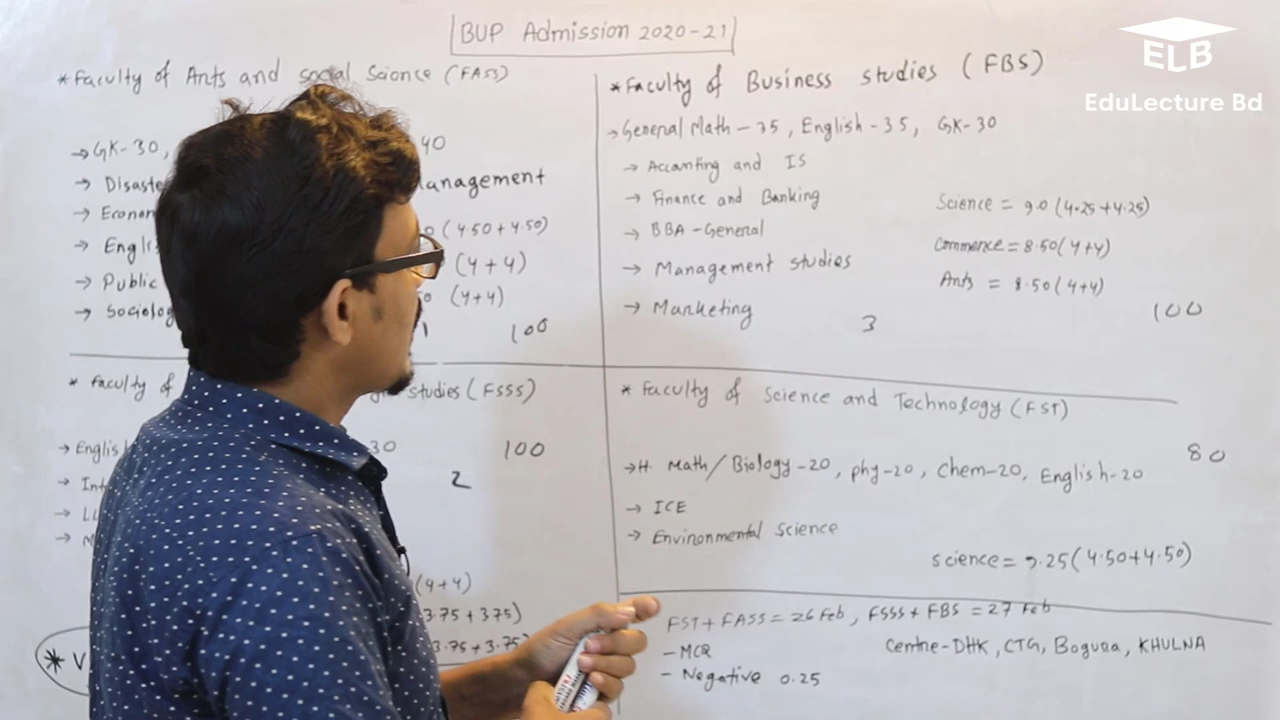 BUP Admission 2020-21
ELB
EduLecture Bd
* Faculty of Arts and social Science (FASS)
→ GK-30, 40
→ Disaste anagement
→ Econom (4.50+4.50)
→ Engli (4+4)
→ Public (4+4)
→ Sociolog
100
* Faculty of Business Studies (FBS)
→ General Math - 35, English - 35, GK-30
→ Accounting and IS
→ Finance and Banking
→ BBA - General
→ Management studies
→ Marketing
3
Science = 9.0 (4.25+4.25)
Commerce = 8.50 (4+4)
Arts = 8.50 (4+4)
100
* Faculty of Studies (FSSS)
→ Englis 30 100
→ Int 2
→ LL
→ M
(4+4)
3.75 + 3.75)
3.75 + 3.75
* V
* Faculty of Science and Technology (FST)
80
→ H. Math/Biology-20, phy-20, Chem-20, English-20
→ ICE
→ Environmental Science
Science = 9.25 (4.50+4.50)
FST + FASS = 26 Feb, FSSS + FBS = 27 Feb
- MCQ
Centre-DHK, CTG, Bogura, KHULNA
- Negative 0.25